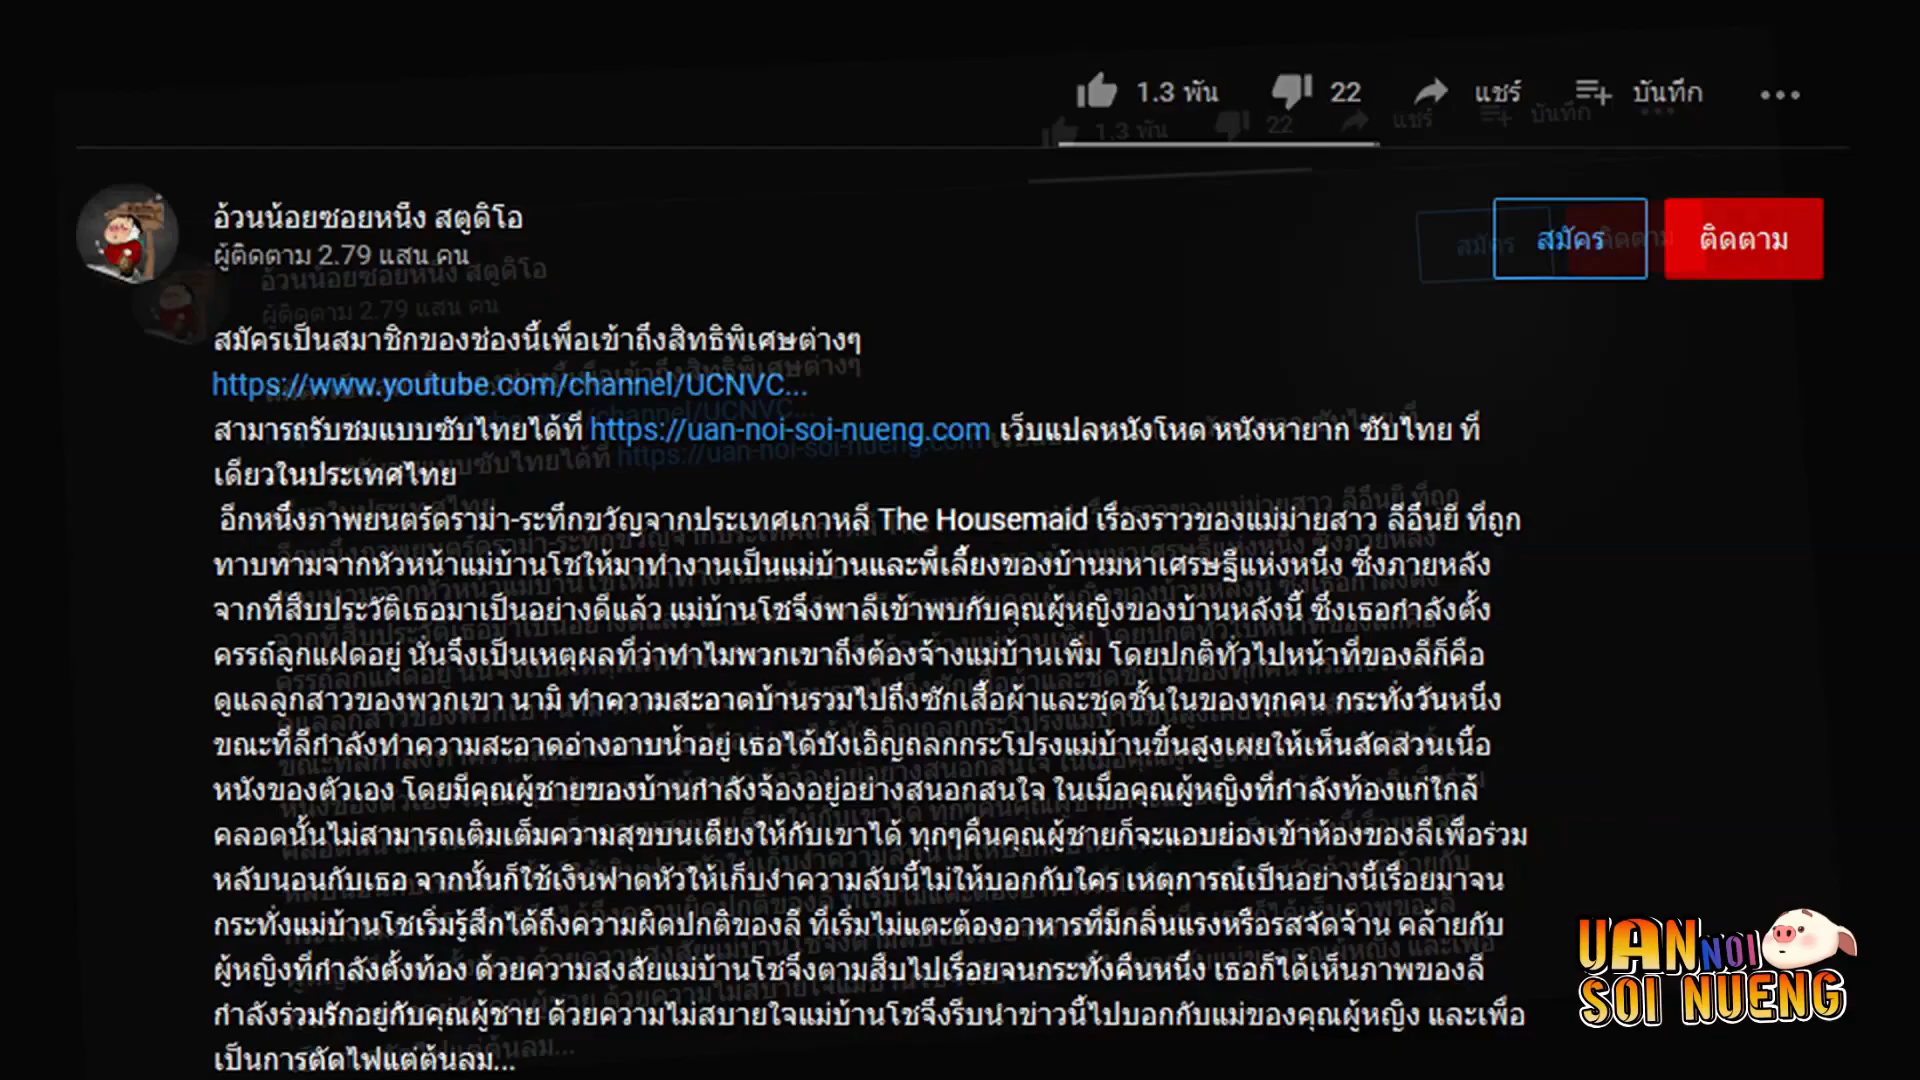 1.3 พัน 22 แชร์ บันทึก
อ้วนน้อยซอยหนึ่ง สตูดิโอ
ผู้ติดตาม 2.79 แสน คน
สมัคร ติดตาม
สมัครเป็นสมาชิกของช่องนี้เพื่อเข้าถึงสิทธิพิเศษต่างๆ
https://www.youtube.com/channel/UCNVC...
สามารถรับชมแบบซับไทยได้ที่ https://uan-noi-soi-nueng.com เว็บแปลหนังโหด หนังหายาก ซับไทย ที่
เดียวในประเทศไทย
อีกหนึ่งภาพยนตร์ดราม่า-ระทึกขวัญจากประเทศเกาหลี The Housemaid เรื่องราวของแม่ม่ายสาว ลีอึนยี ที่ถูก
ทาบทามจากหัวหน้าแม่บ้านโชให้มาทำงานเป็นแม่บ้านและพี่เลี้ยงของบ้านมหาเศรษฐีแห่งหนึ่ง ซึ่งภายหลัง
จากที่สืบประวัติเธอมาเป็นอย่างดีแล้ว แม่บ้านโชจึงพาลีเข้าพบกับคุณผู้หญิงของบ้านหลังนี้ ซึ่งเธอกำลังตั้ง
ครรถ์ลูกแฝดอยู่ นั่นจึงเป็นเหตุผลที่ว่าทำไมพวกเขาถึงต้องจ้างแม่บ้านเพิ่ม โดยปกติทั่วไปหน้าที่ของลีก็คือ
ดูแลลูกสาวของพวกเขา นามิ ทำความสะอาดบ้านรวมไปถึงซักเสื้อผ้าและชุดชั้นในของทุกคน กระทั่งวันหนึ่ง
ขณะที่ลีกำลังทำความสะอาดอ่างอาบน้ำอยู่ เธอได้บังเอิญถลกกระโปรงแม่บ้านขึ้นสูงเผยให้เห็นสัดส่วนเนื้อ
หนังของตัวเอง โดยมีคุณผู้ชายของบ้านกำลังจ้องอยู่อย่างสนอกสนใจ ในเมื่อคุณผู้หญิงที่กำลังท้องแก่ใกล้
คลอดนั้นไม่สามารถเติมเต็มความสุขบนเตียงให้กับเขาได้ ทุกๆคืนคุณผู้ชายก็จะแอบย่องเข้าห้องของลีเพื่อร่วม
หลับนอนกับเธอ จากนั้นก็ใช้เงินฟาดหัวให้เก็บงำความลับนี้ไม่ให้บอกกับใคร เหตุการณ์เป็นอย่างนี้เรื่อยมาจน
กระทั่งแม่บ้านโชเริ่มรู้สึกได้ถึงความผิดปกติของลี ที่เริ่มไม่แตะต้องอาหารที่มีกลิ่นแรงหรือรสจัดจ้าน คล้ายกับ
ผู้หญิงที่กำลังตั้งท้อง ด้วยความสงสัยแม่บ้านโชจึงตามสืบไปเรื่อยจนกระทั่งคืนหนึ่ง เธอก็ได้เห็นภาพของลี
กำลังร่วมรักอยู่กับคุณผู้ชาย ด้วยความไม่สบายใจแม่บ้านโชจึงรีบนำข่าวนี้ไปบอกกับแม่ของคุณผู้หญิง และเพื่อ
เป็นการตัดไฟแต่ต้นลม...
UAN NOI
SOI NUENG